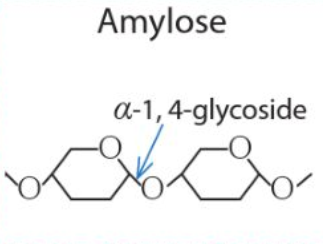 Amylose
α-1, 4-glycoside
O O
O O O